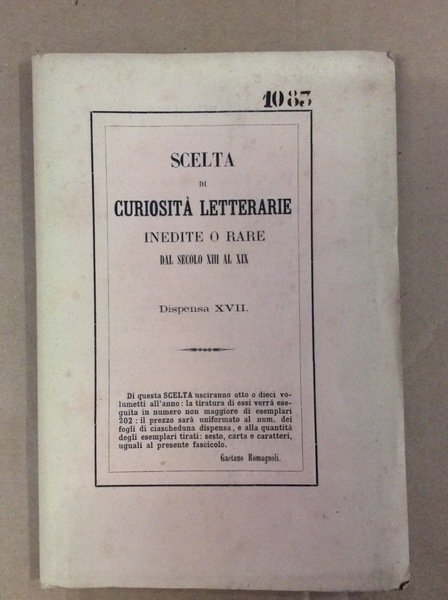 1083
SCELTA
DI
CURIOSITÀ LETTERARIE
INEDITE O RARE
DAL SECOLO XIII AL XIX
Dispensa XVII.
Di questa SCELTA usciranno otto o dieci vo-
lumetti all'anno: la tiratura di essi verrà ese-
guita in numero non maggiore di esemplari
202: il prezzo sarà uniformato al num. dei
fogli di ciascheduna dispensa, e alla quantità
degli esemplari tirati: sesto, carta e caratteri,
uguali al presente fascicolo.
Gaetano Romagnoli.